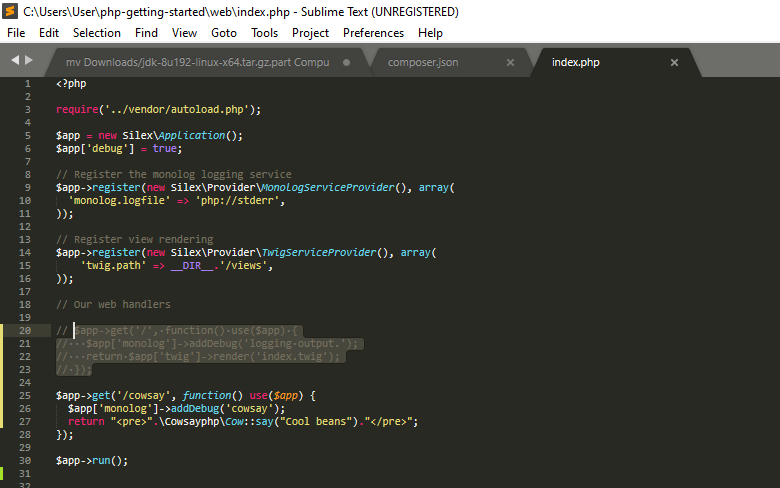 C:\Users\User\php-getting-started\web\index.php - Sublime Text (UNREGISTERED)
File Edit Selection Find View Goto Tools Project Preferences Help
mv Downloads/jdk-8u192-linux-x64.tar.gz.part Compu composer.json index.php
1 <?php
2
3 require('../vendor/autoload.php');
4
5 $app = new Silex\Application();
6 $app['debug'] = true;
7
8 // Register the monolog logging service
9 $app->register(new Silex\Provider\MonologServiceProvider(), array(
10 'monolog.logfile' => 'php://stderr',
11 ));
12
13 // Register view rendering
14 $app->register(new Silex\Provider\TwigServiceProvider(), array(
15 'twig.path' => __DIR__.'/views',
16 ));
17
18 // Our web handlers
19
20 // $app->get('/',·function()·use($app)·{
21 //···$app['monolog']->addDebug('logging·output.');
22 //···return·$app['twig']->render('index.twig');
23 //·});
24
25 $app->get('/cowsay', function() use($app) {
26 $app['monolog']->addDebug('cowsay');
27 return "<pre>".\Cowsayphp\Cow::say("Cool beans")."</pre>";
28 });
29
30 $app->run();
31
32